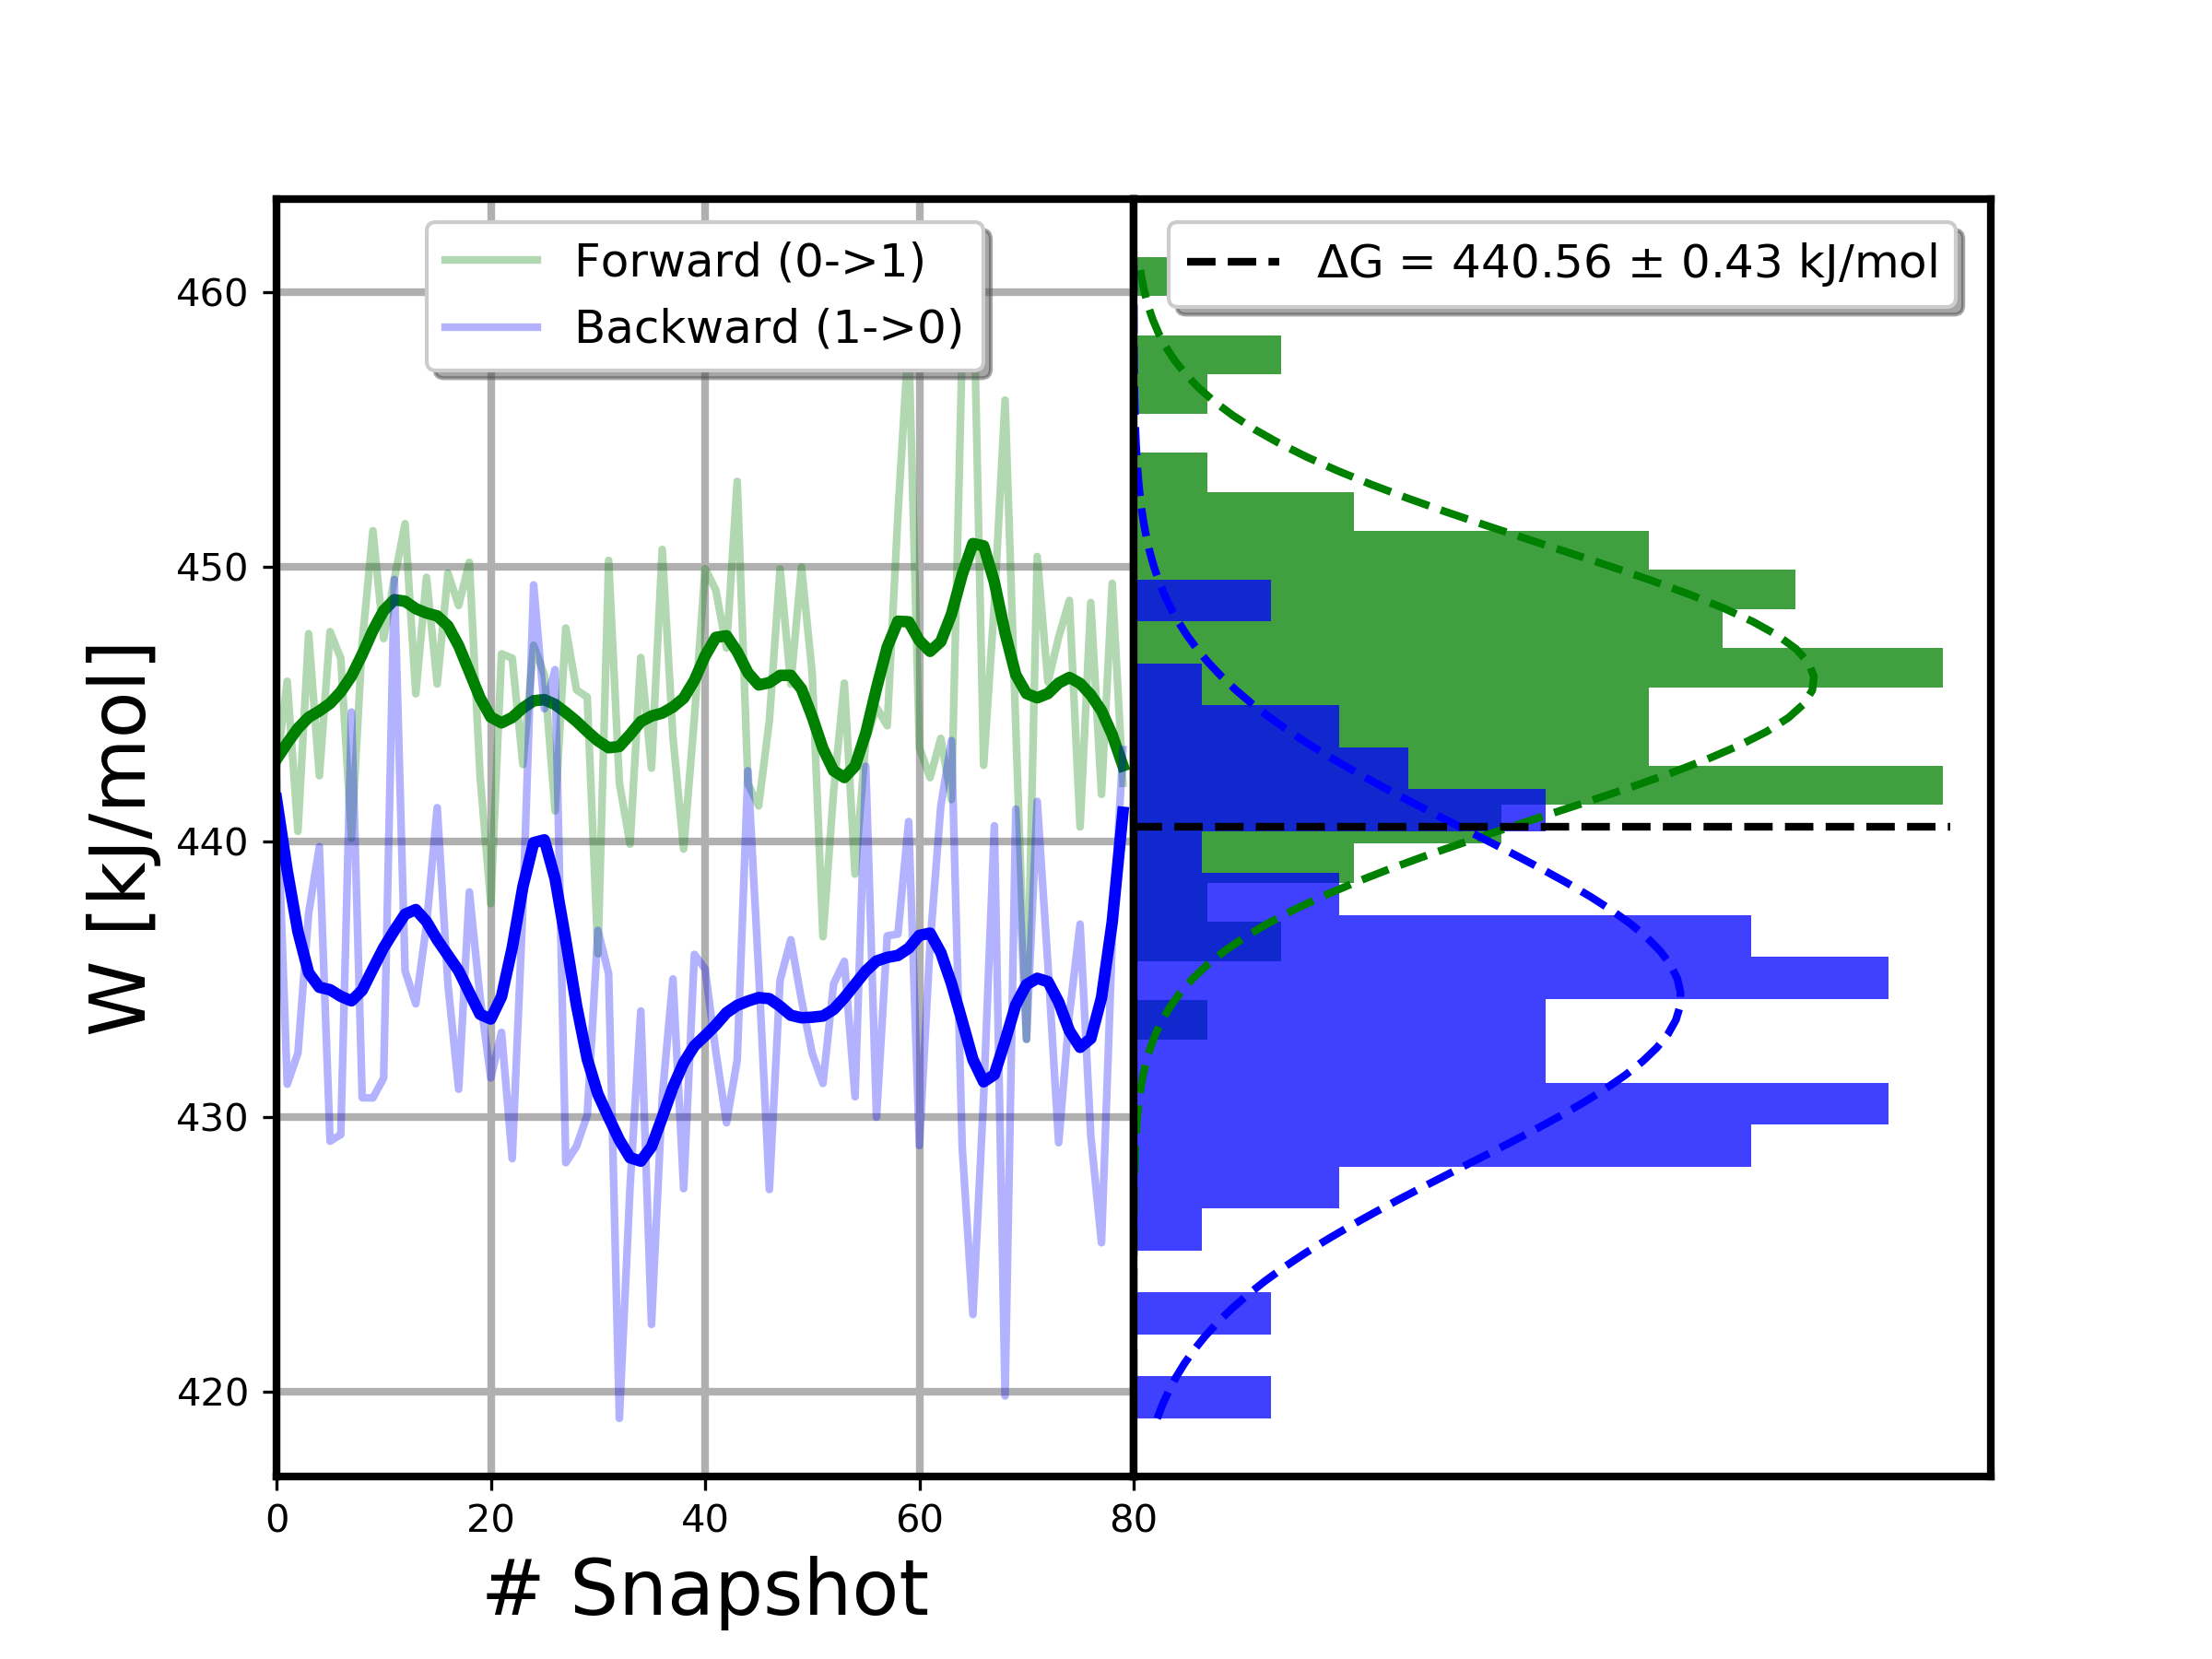 Forward (0->1)
Backward (1->0)
ΔG = 440.56 ± 0.43 kJ/mol
W [kJ/mol]
460
450
440
430
420
0 20 40 60 80
# Snapshot